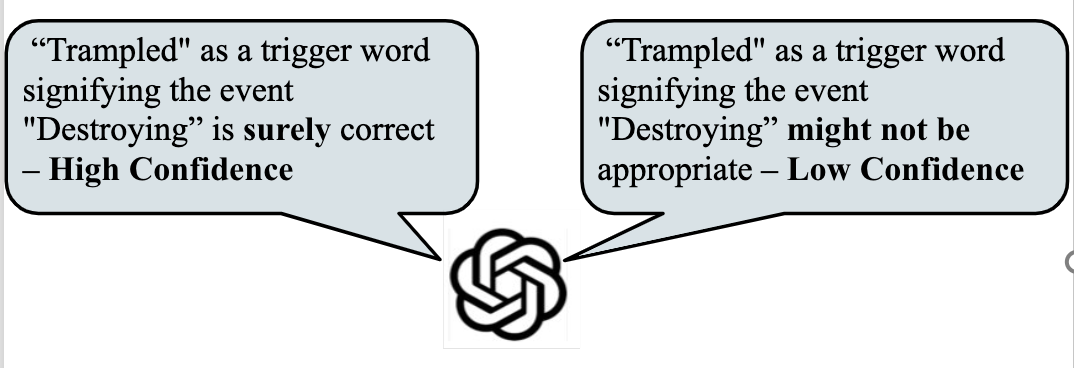 “Trampled" as a trigger word
signifying the event
"Destroying” is surely correct
– High Confidence
“Trampled" as a trigger word
signifying the event
"Destroying” might not be
appropriate – Low Confidence